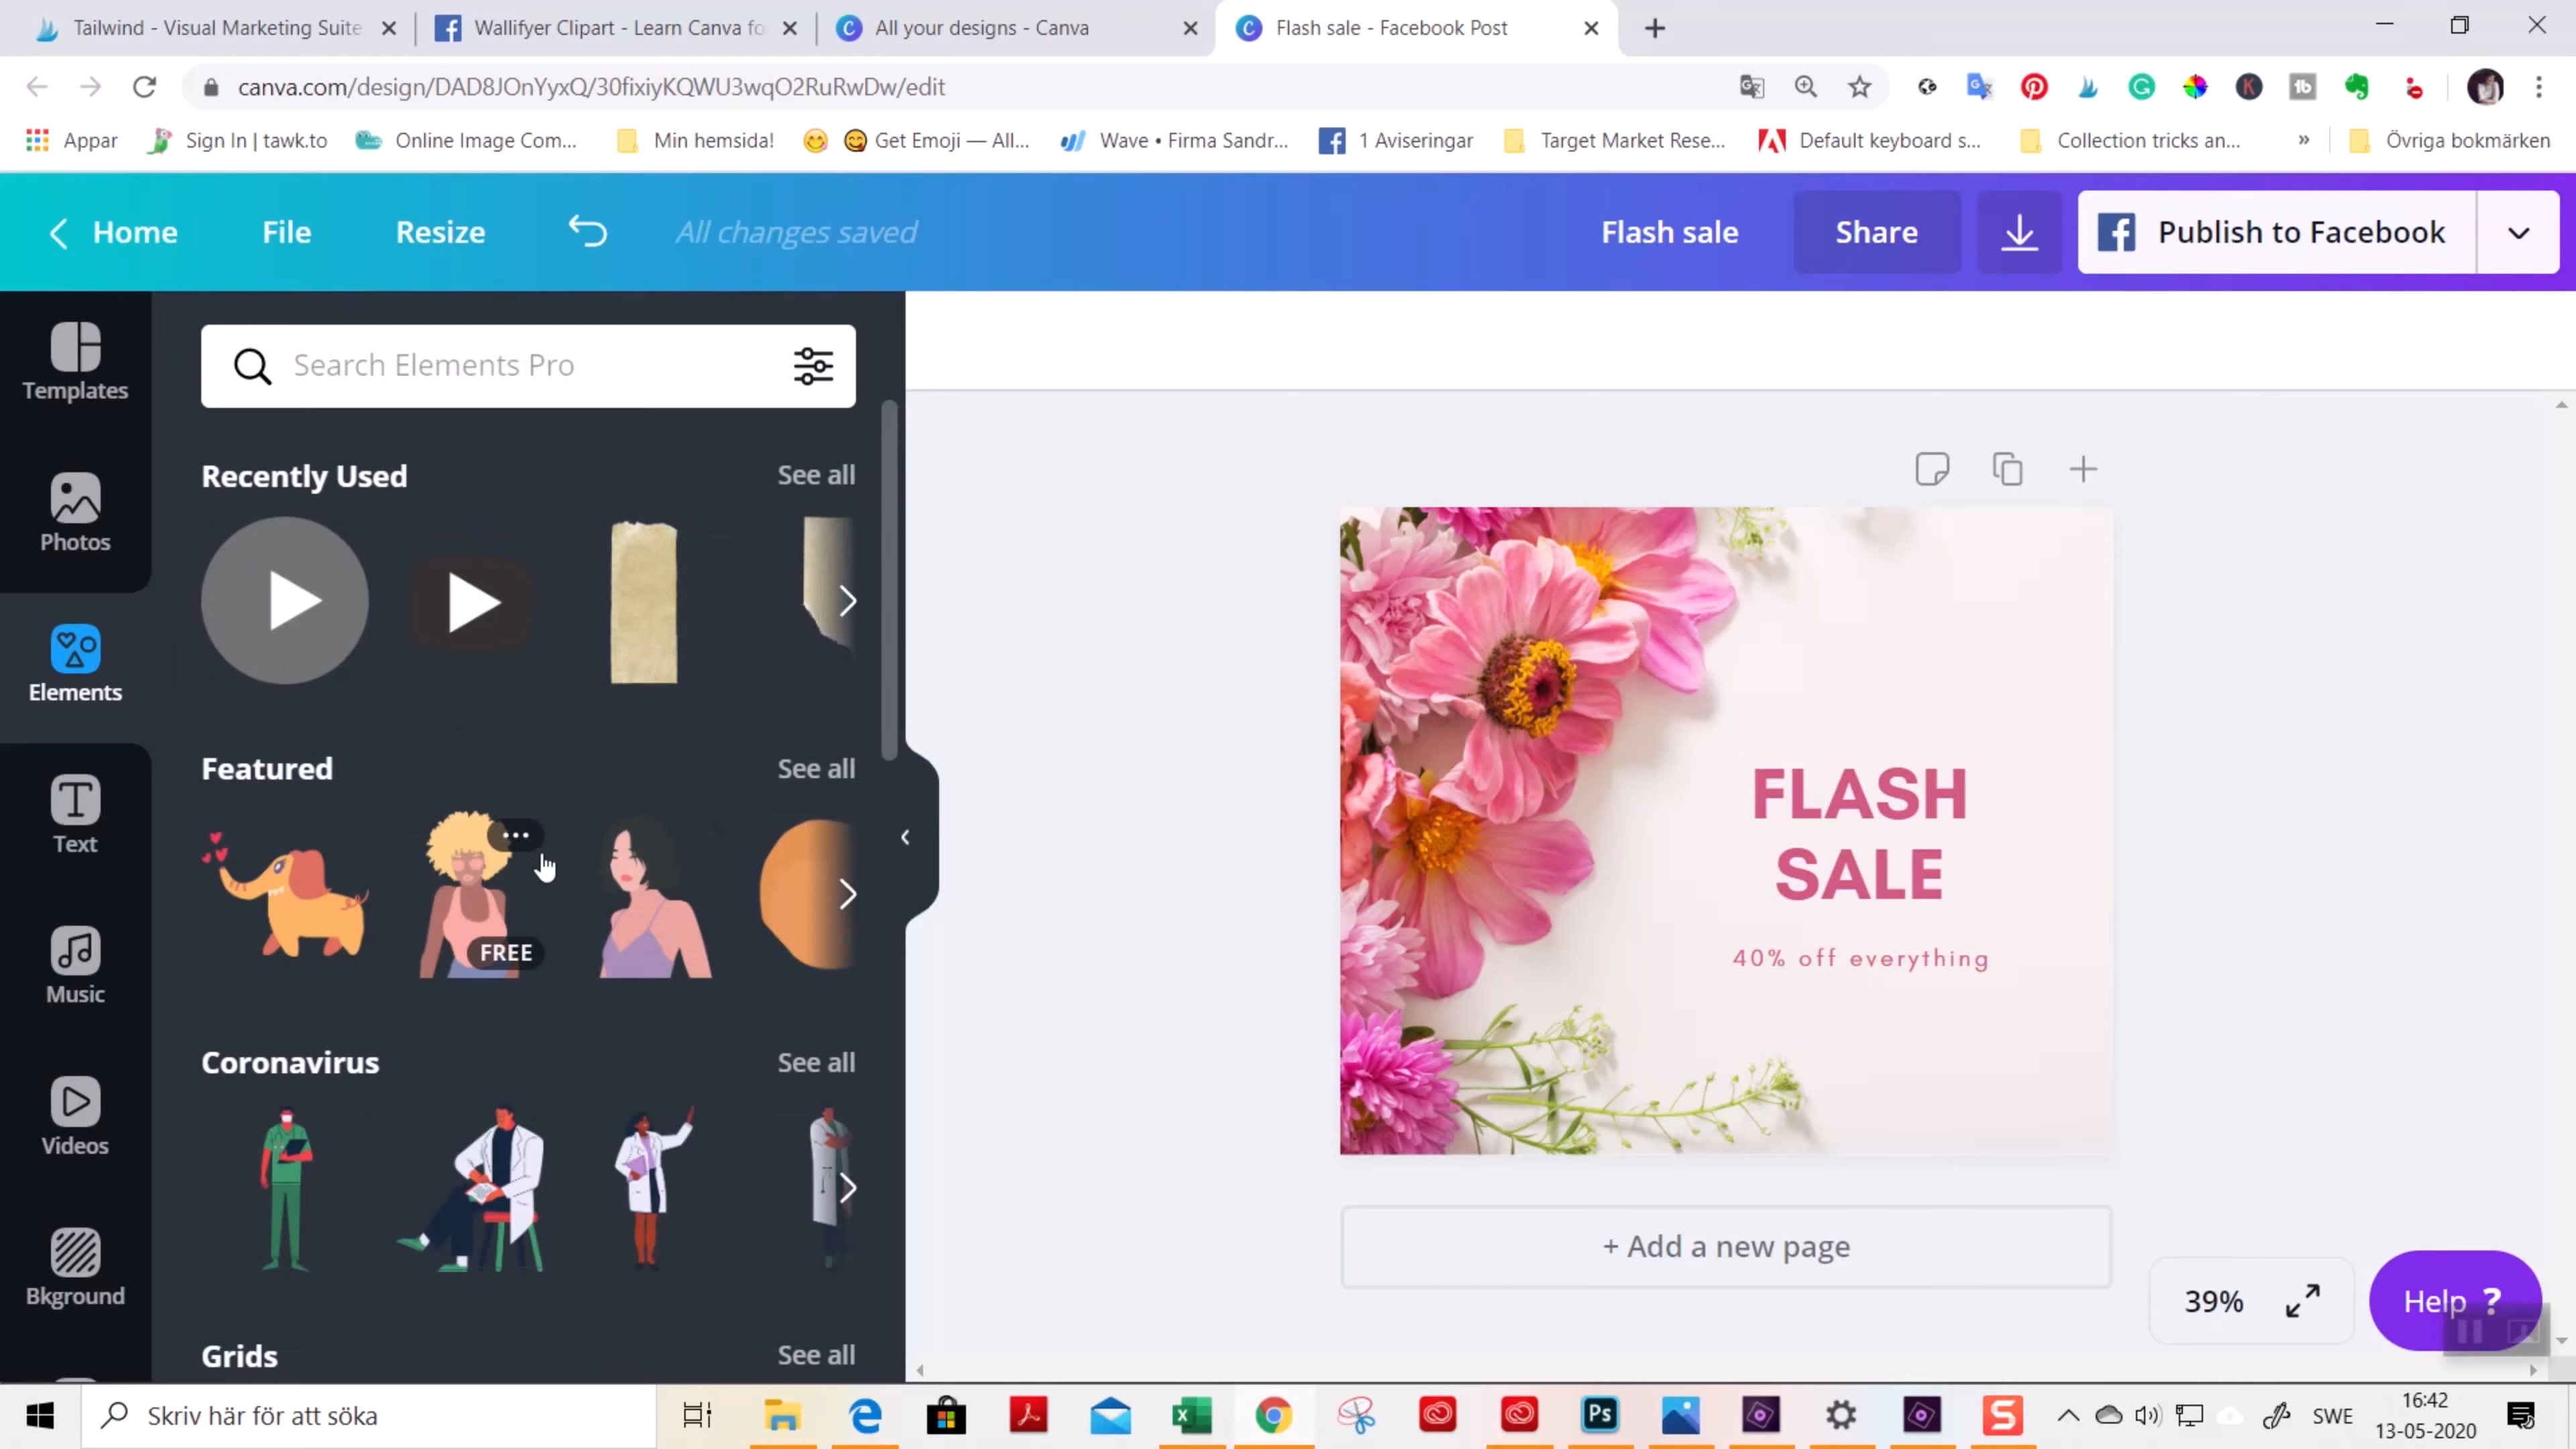 Tailwind - Visual Marketing Suite
Wallifyer Clipart - Learn Canva fo
All your designs - Canva
Flash sale - Facebook Post
canva.com/design/DAD8JOnYyxQ/30fixiyKQWU3wqO2RuRwDw/edit
Appar
Sign In | tawk.to
Online Image Com...
Min hemsida!
Get Emoji — All...
Wave • Firma Sandr...
1 Aviseringar
Target Market Rese...
Default keyboard s...
Collection tricks an...
»
Övriga bokmärken
Home
File
Resize
All changes saved
Flash sale
Share
Publish to Facebook
Templates
Photos
Elements
Text
Music
Videos
Bkground
Search Elements Pro
Recently Used
See all
Featured
See all
FREE
Coronavirus
See all
Grids
See all
FLASH
SALE
40% off everything
+ Add a new page
39%
Help ?
Skriv här för att söka
SWE
16:42
13-05-2020